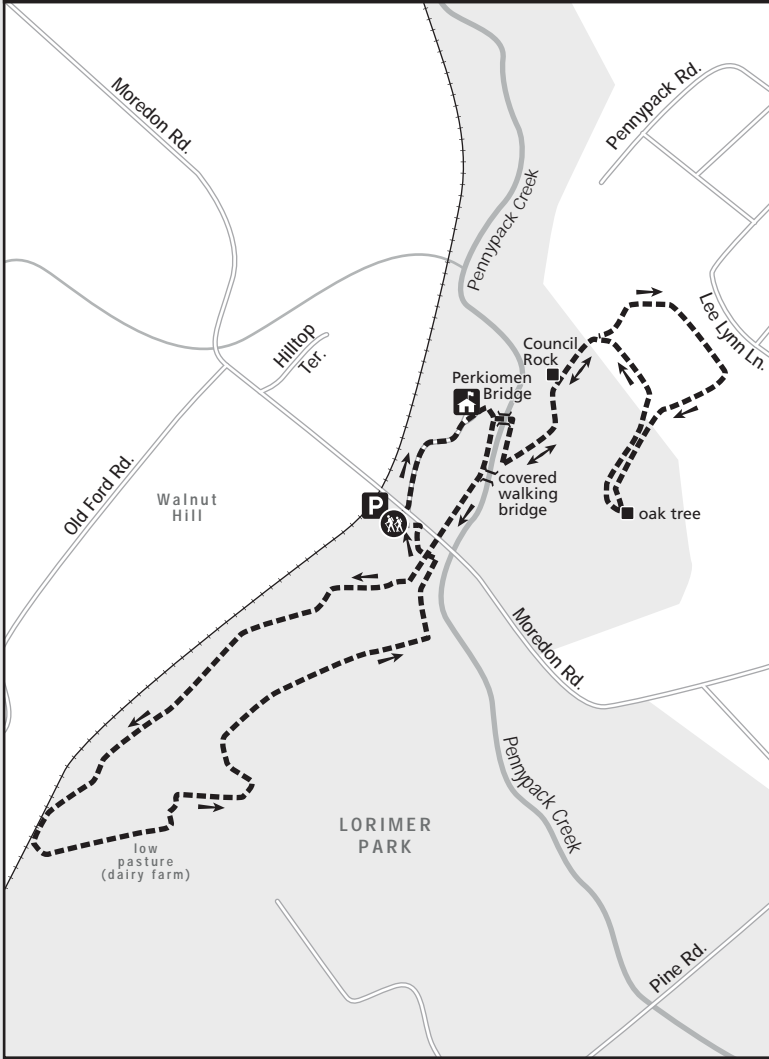 Moredon Rd.
Pennypack Rd.
Pennypack Creek
Lee Lynn Ln.
Hilltop
Ter.
Council
Rock
Perkiomen
Bridge
Old Ford Rd.
Walnut
Hill
P
covered
walking
bridge
oak tree
Moredon Rd.
Pennypack Creek
LORIMER
PARK
low
pasture
(dairy farm)
Pine Rd.